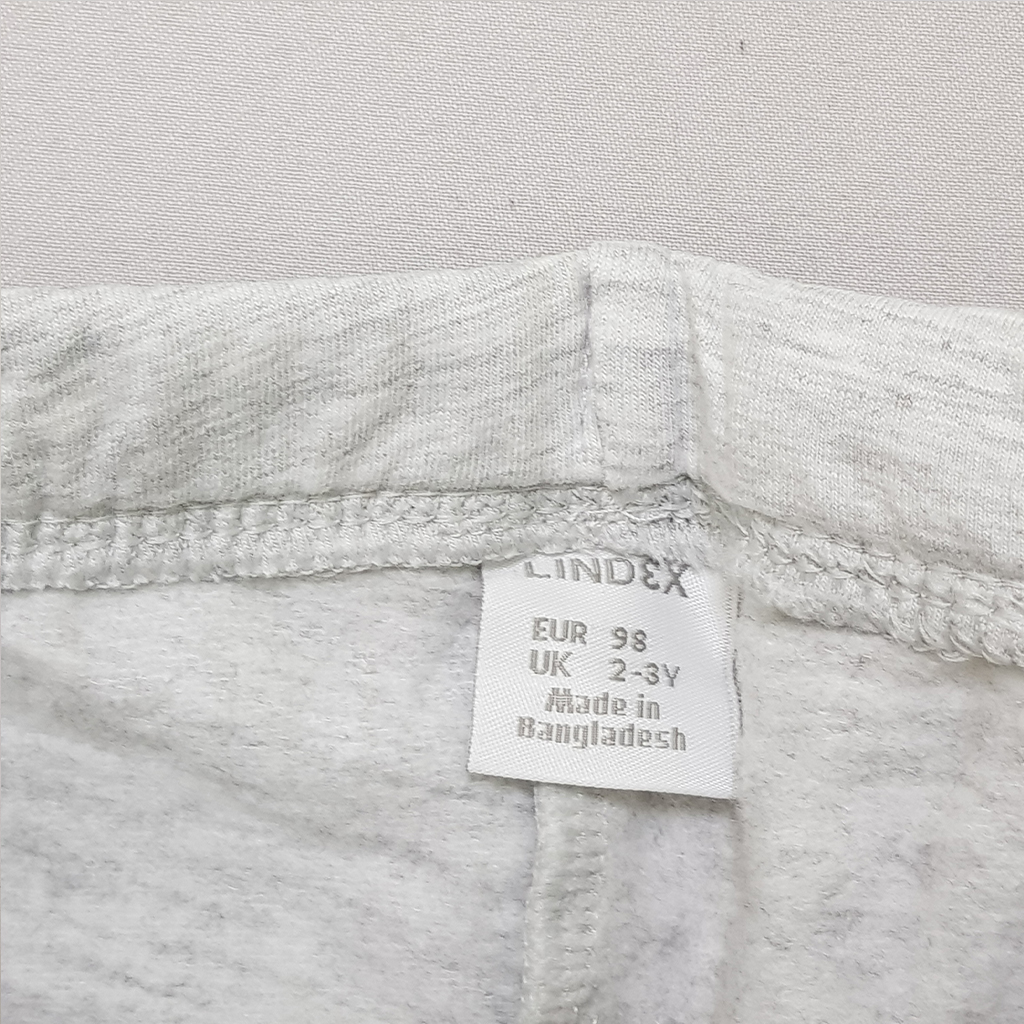 LINDEX
EUR 98
UK 2-3Y
Made in
Bangladesh